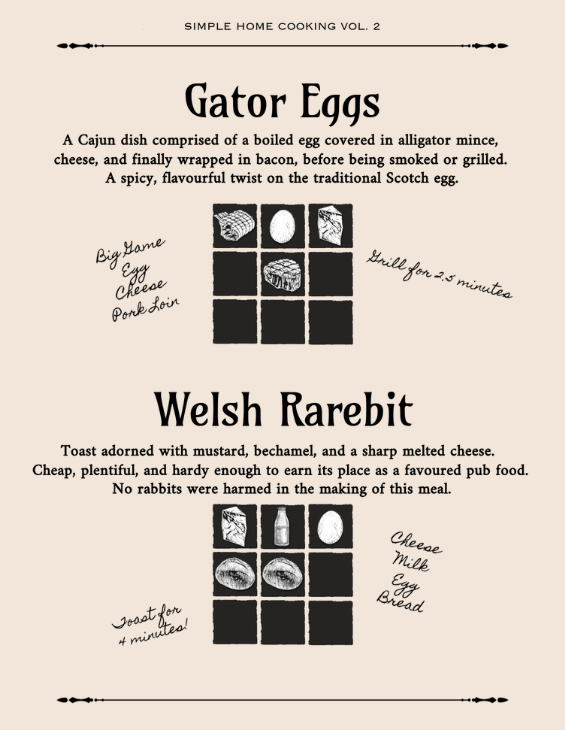 SIMPLE HOME COOKING VOL. 2
Gator Eggs
A Cajun dish comprised of a boiled egg covered in alligator mince,
cheese, and finally wrapped in bacon, before being smoked or grilled.
A spicy, flavourful twist on the traditional Scotch egg.
Big Game
Egg
Cheese
Pork Loin
Grill for 2.5 minutes
Welsh Rarebit
Toast adorned with mustard, bechamel, and a sharp melted cheese.
Cheap, plentiful, and hardy enough to earn its place as a favoured pub food.
No rabbits were harmed in the making of this meal.
Cheese
Milk
Egg
Bread
Toast for
4 minutes!